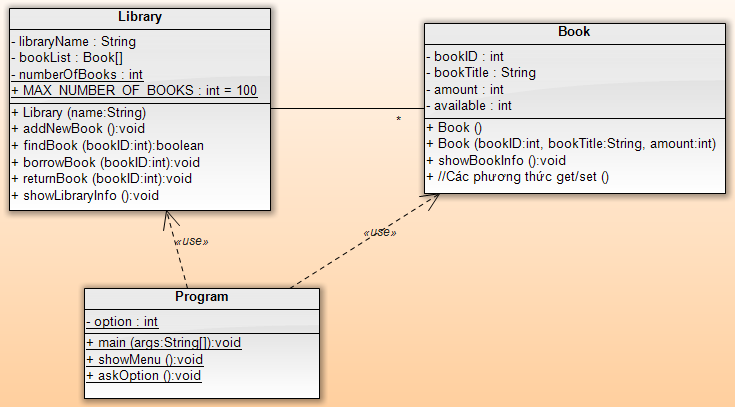 Library
- libraryName : String
- bookList : Book[]
- numberOfBooks : int
+ MAX_NUMBER_OF_BOOKS : int = 100
+ Library (name:String)
+ addNewBook ():void
+ findBook (bookID:int):boolean
+ borrowBook (bookID:int):void
+ returnBook (bookID:int):void
+ showLibraryInfo ():void
*
Book
- bookID : int
- bookTitle : String
- amount : int
- available : int
+ Book ()
+ Book (bookID:int, bookTitle:String, amount:int)
+ showBookInfo ():void
+ //Các phương thức get/set ()
«use»
«use»
Program
- option : int
+ main (args:String[]):void
+ showMenu ():void
+ askOption ():void